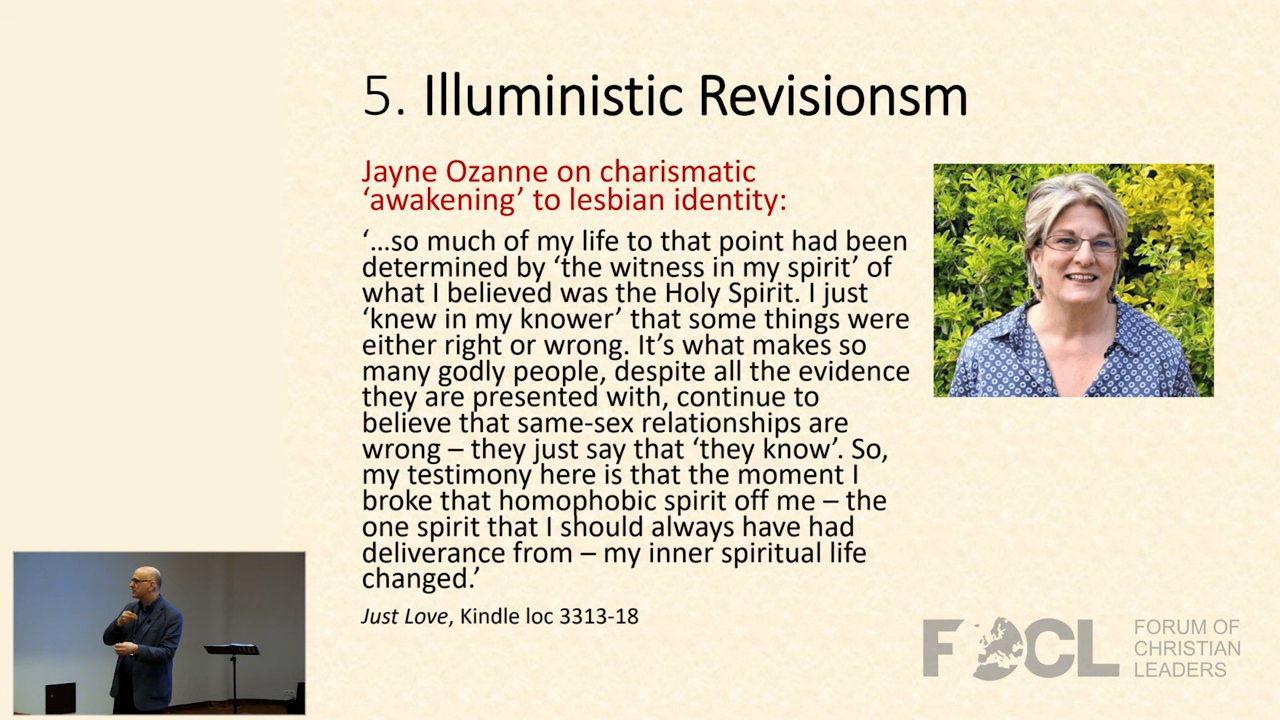 5. Illuministic Revisionsm
Jayne Ozanne on charismatic
‘awakening’ to lesbian identity:
‘…so much of my life to that point had been
determined by ‘the witness in my spirit’ of
what I believed was the Holy Spirit. I just
‘knew in my knower’ that some things were
either right or wrong. It’s what makes so
many godly people, despite all the evidence
they are presented with, continue to
believe that same-sex relationships are
wrong – they just say that ‘they know’. So,
my testimony here is that the moment I
broke that homophobic spirit off me – the
one spirit that I should always have had
deliverance from – my inner spiritual life
changed.’
Just Love, Kindle loc 3313-18
FOCL
FORUM OF
CHRISTIAN
LEADERS